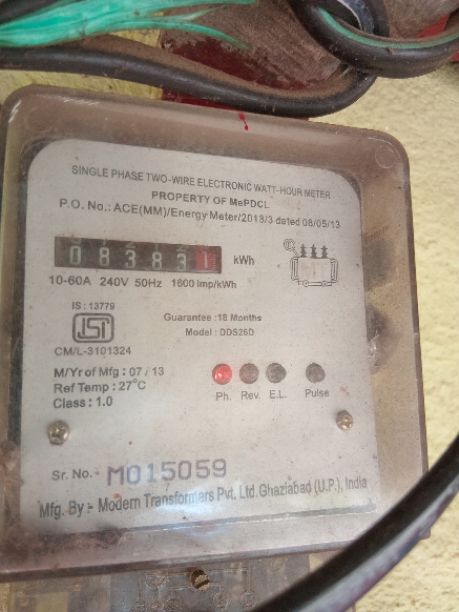 SINGLE PHASE TWO-WIRE ELECTRONIC WATT-HOUR METER
PROPERTY OF MePDCL
P.O. No.: ACE(MM)/Energy Meter/2013/3 dated 08/05/13
083831 kWh
10-60A 240V 50Hz 1600 imp/kWh
IS : 13779
ISI
CM/L-3101324
Guarantee :18 Months
Model : DDS26D
M/Yr of Mfg : 07 / 13
Ref Temp : 27°C
Class : 1.0
Ph. Rev. E.L. Pulse
Sr. No.- M015059
Mfg. By :- Modern Transformers Pvt. Ltd. Ghaziabad (U.P.), India